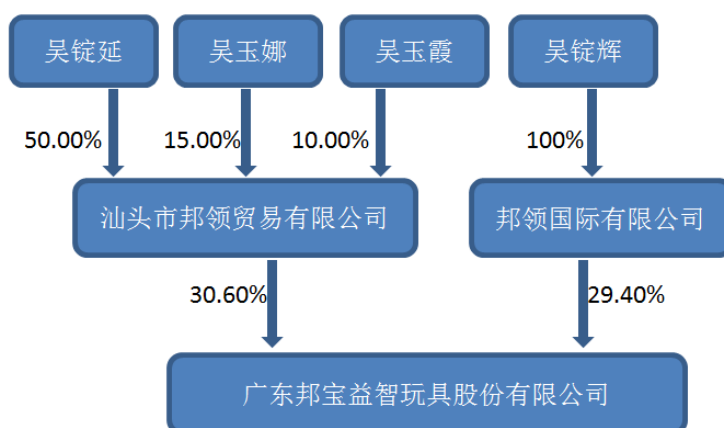 吴锭延
吴玉娜
吴玉霞
吴锭辉
50.00%
15.00%
10.00%
100%
汕头市邦领贸易有限公司
邦领国际有限公司
30.60%
29.40%
广东邦宝益智玩具股份有限公司